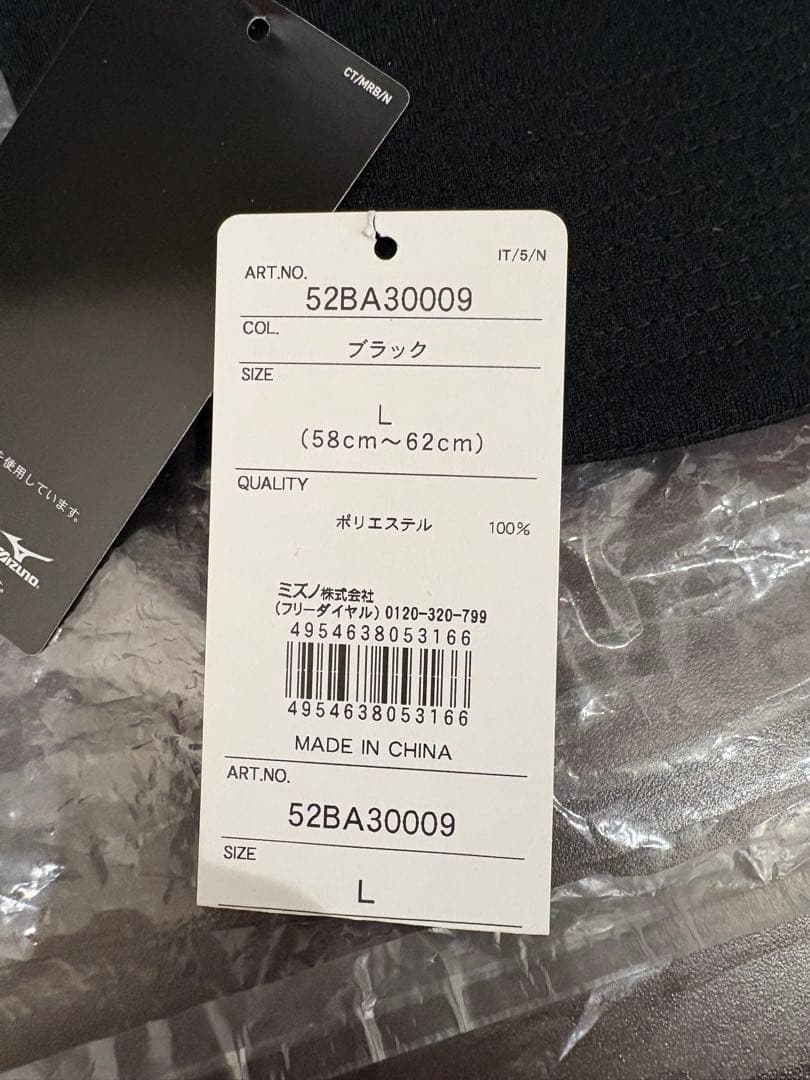 CT/MRB/N
を使用しています。
MIZUNO
IT/5/N
ART.NO.
52BA30009
COL.
ブラック
SIZE
L
(58cm～62cm)
QUALITY
ポリエステル 100%
ミズノ株式会社
(フリーダイヤル) 0120-320-799
4954638053166
4954638053166
MADE IN CHINA
ART.NO.
52BA30009
SIZE
L